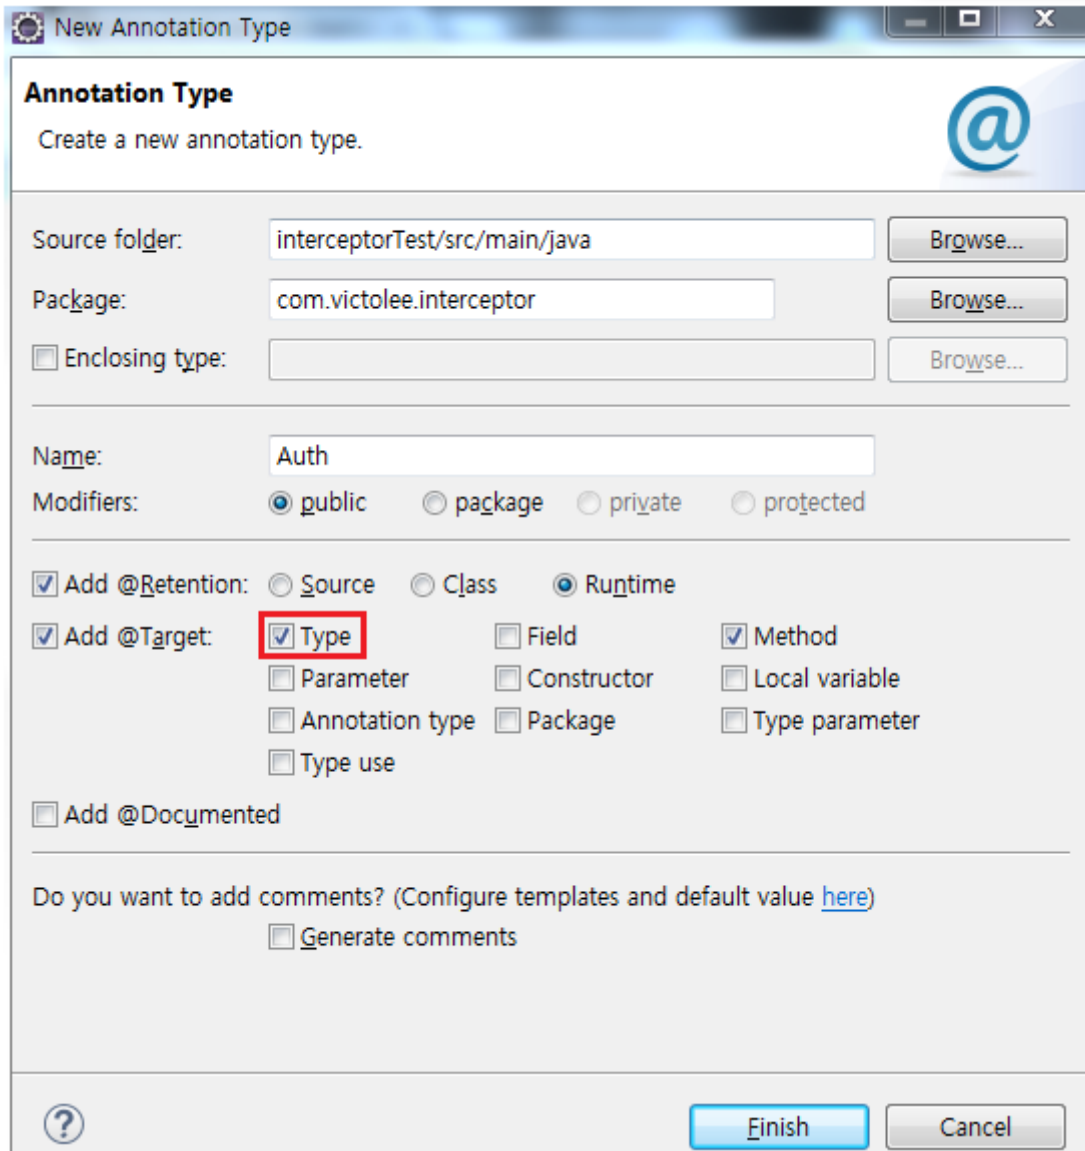 New Annotation Type
Annotation Type
Create a new annotation type.
@
Source folder: interceptorTest/src/main/java Browse...
Package: com.victolee.interceptor Browse...
Enclosing type: Browse...
Name: Auth
Modifiers: public package private protected
Add @Retention: Source Class Runtime
Add @Target: Type Field Method
Parameter Constructor Local variable
Annotation type Package Type parameter
Type use
Add @Documented
Do you want to add comments? (Configure templates and default value here)
Generate comments
? Finish Cancel